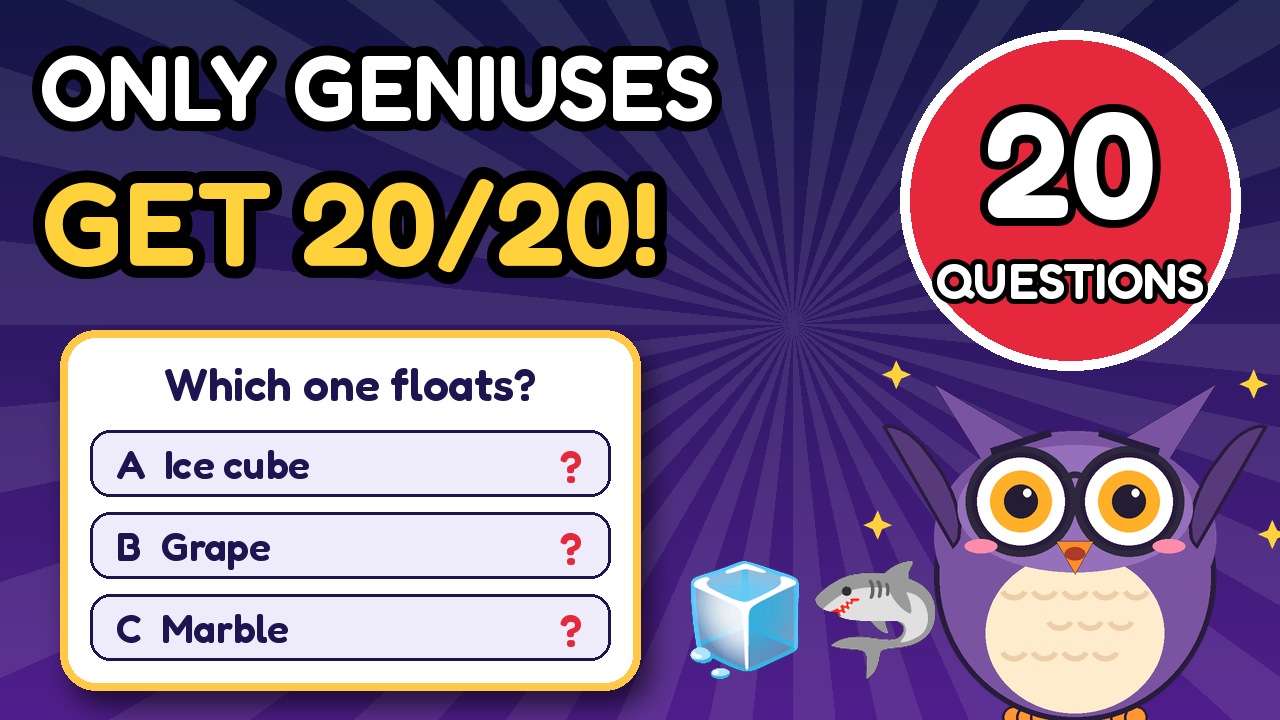 ONLY GENIUSES
GET 20/20!
20
QUESTIONS
Which one floats?
A Ice cube ?
B Grape ?
C Marble ?